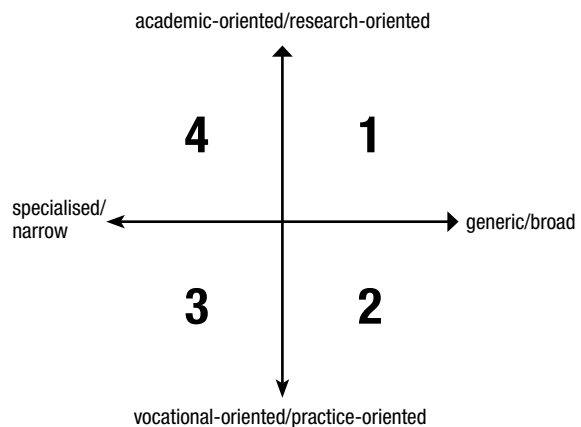 academic-oriented/research-oriented
4 1
specialised/
narrow
generic/broad
3 2
vocational-oriented/practice-oriented